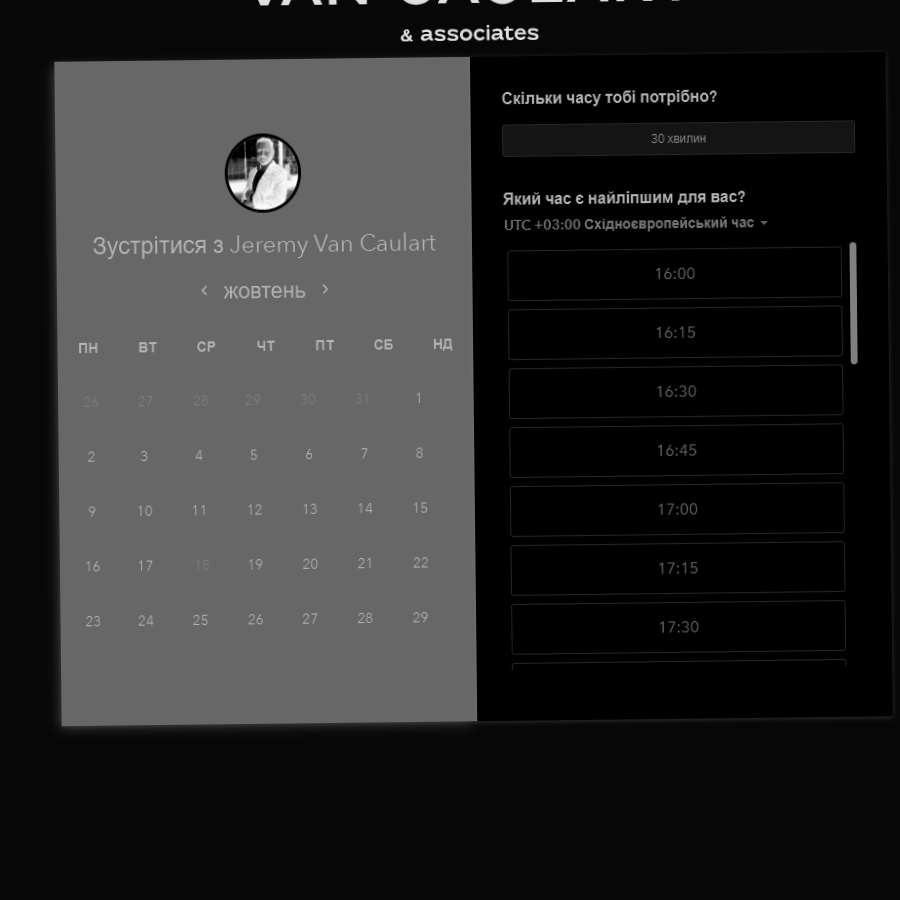 & associates
Зустрітися з Jeremy Van Caulart
жовтень
ПН ВТ СР ЧТ ПТ СБ НД
26 27 28 29 30 31 1
2 3 4 5 6 7 8
9 10 11 12 13 14 15
16 17 18 19 20 21 22
23 24 25 26 27 28 29
Скільки часу тобі потрібно?
30 хвилин
Який час є найліпшим для вас?
UTC +03:00 Східноєвропейський час
16:00
16:15
16:30
16:45
17:00
17:15
17:30